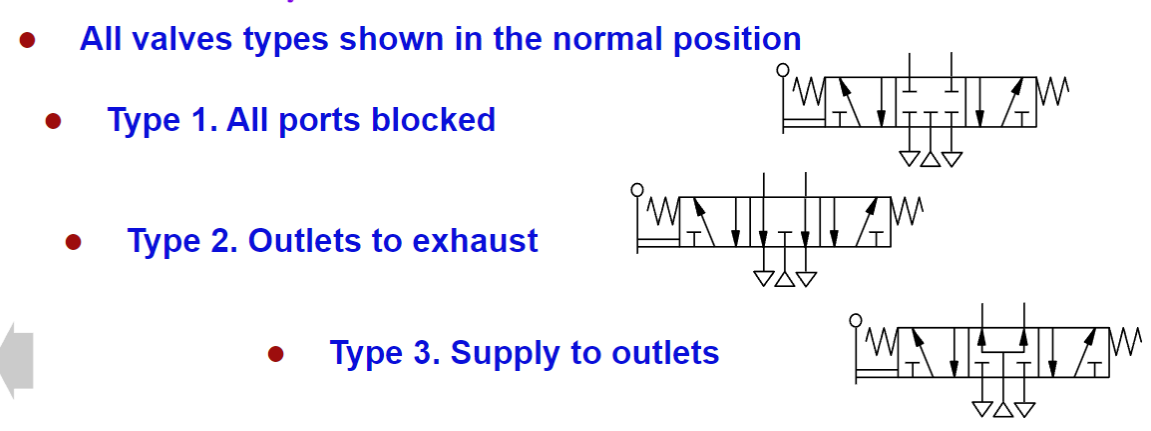 All valves types shown in the normal position
Type 1. All ports blocked
Type 2. Outlets to exhaust
Type 3. Supply to outlets